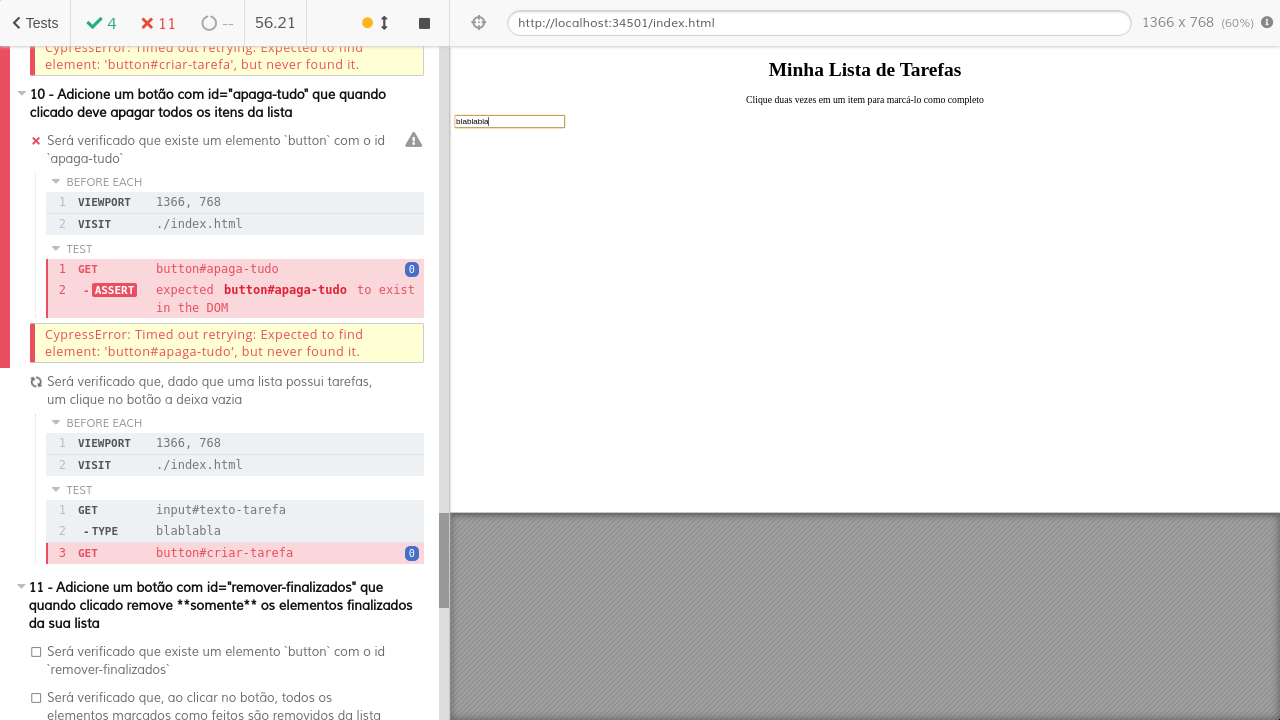 Tests
4
11
--
56.21
http://localhost:34501/index.html
1366 x 768 (60%)
CypressError: Timed out retrying: Expected to find
element: 'button#criar-tarefa', but never found it.
10 - Adicione um botão com id="apaga-tudo" que quando
clicado deve apagar todos os itens da lista
Será verificado que existe um elemento `button` com o id
`apaga-tudo`
BEFORE EACH
1 VIEWPORT 1366, 768
2 VISIT ./index.html
TEST
1 GET button#apaga-tudo 0
2 -ASSERT expected button#apaga-tudo to exist
in the DOM
CypressError: Timed out retrying: Expected to find
element: 'button#apaga-tudo', but never found it.
Será verificado que, dado que uma lista possui tarefas,
um clique no botão a deixa vazia
BEFORE EACH
1 VIEWPORT 1366, 768
2 VISIT ./index.html
TEST
1 GET input#texto-tarefa
2 -TYPE blablabla
3 GET button#criar-tarefa 0
11 - Adicione um botão com id="remover-finalizados" que
quando clicado remove **somente** os elementos finalizados
da sua lista
Será verificado que existe um elemento `button` com o id
`remover-finalizados`
Será verificado que, ao clicar no botão, todos os
elementos marcados como feitos são removidos da lista
Minha Lista de Tarefas
Clique duas vezes em um item para marcá-lo como completo
blablabla